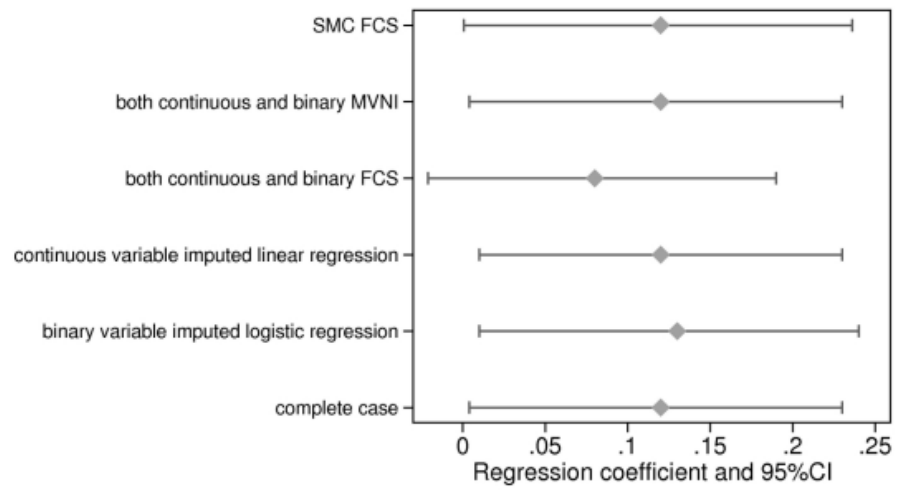 SMC FCS
both continuous and binary MVNI
both continuous and binary FCS
continuous variable imputed linear regression
binary variable imputed logistic regression
complete case
0 .05 .1 .15 .2 .25
Regression coefficient and 95%CI